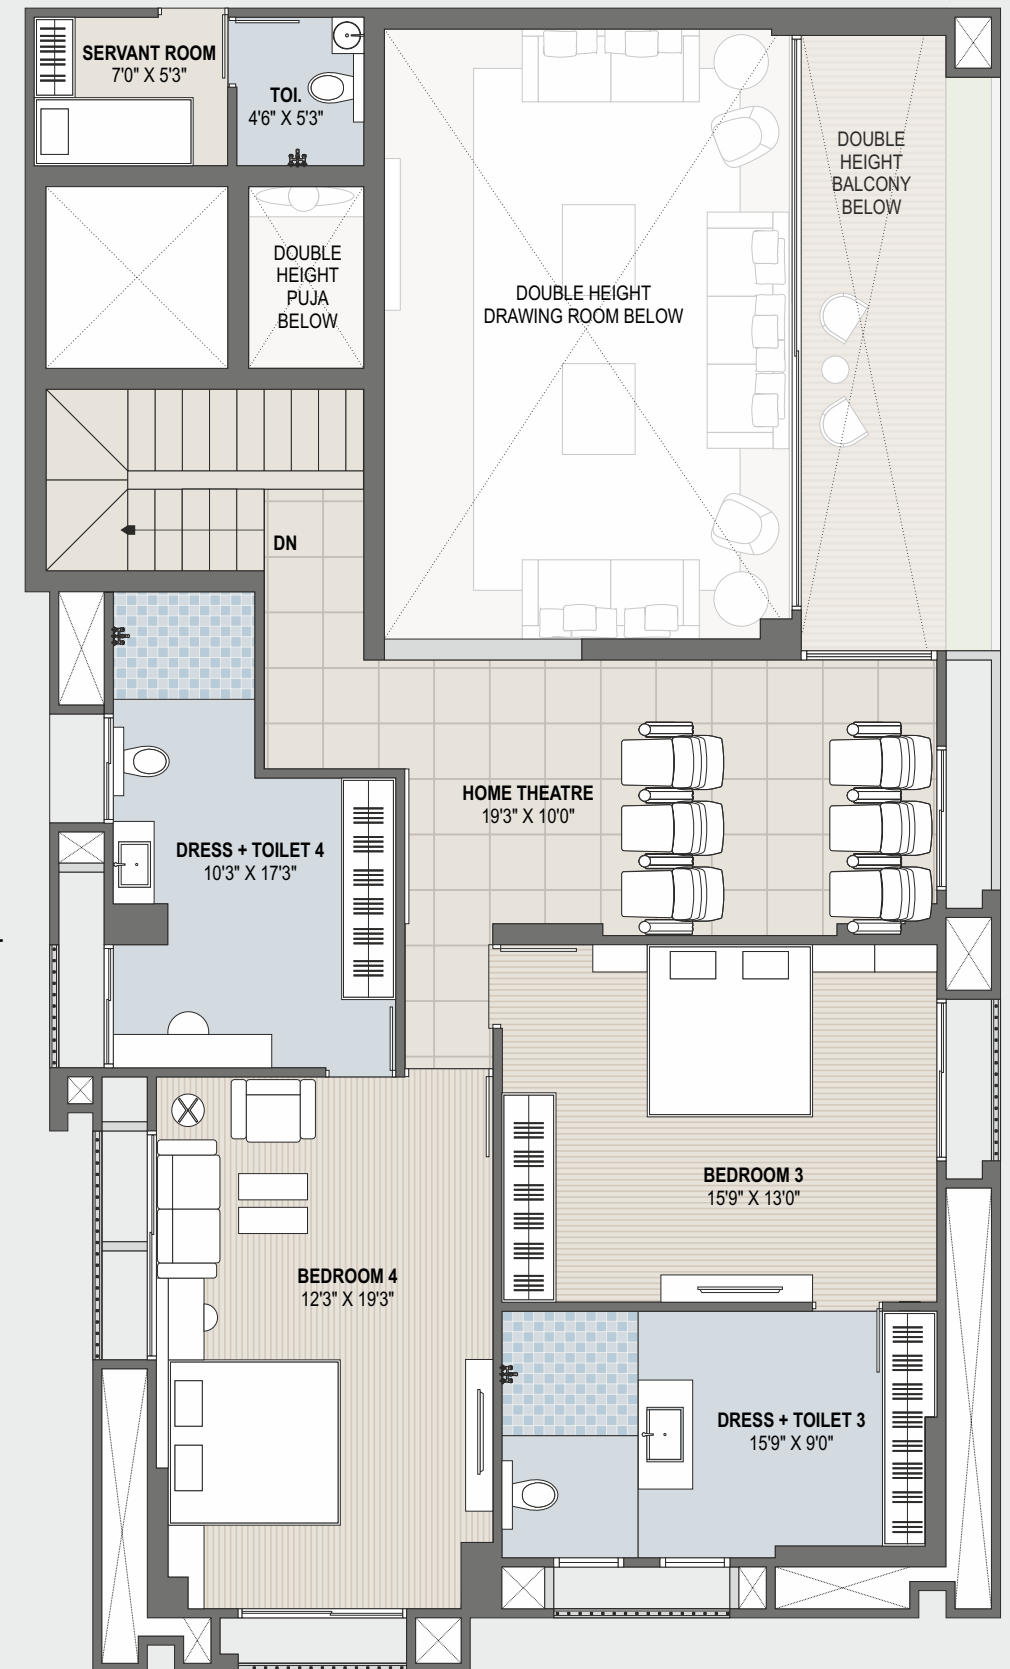 SERVANT ROOM
7'0" X 5'3"
TOI.
4'6" X 5'3"
DOUBLE
HEIGHT
BALCONY
BELOW
DOUBLE
HEIGHT
PUJA
BELOW
DOUBLE HEIGHT
DRAWING ROOM BELOW
DN
HOME THEATRE
19'3" X 10'0"
DRESS + TOILET 4
10'3" X 17'3"
BEDROOM 3
15'9" X 13'0"
BEDROOM 4
12'3" X 19'3"
DRESS + TOILET 3
15'9" X 9'0"